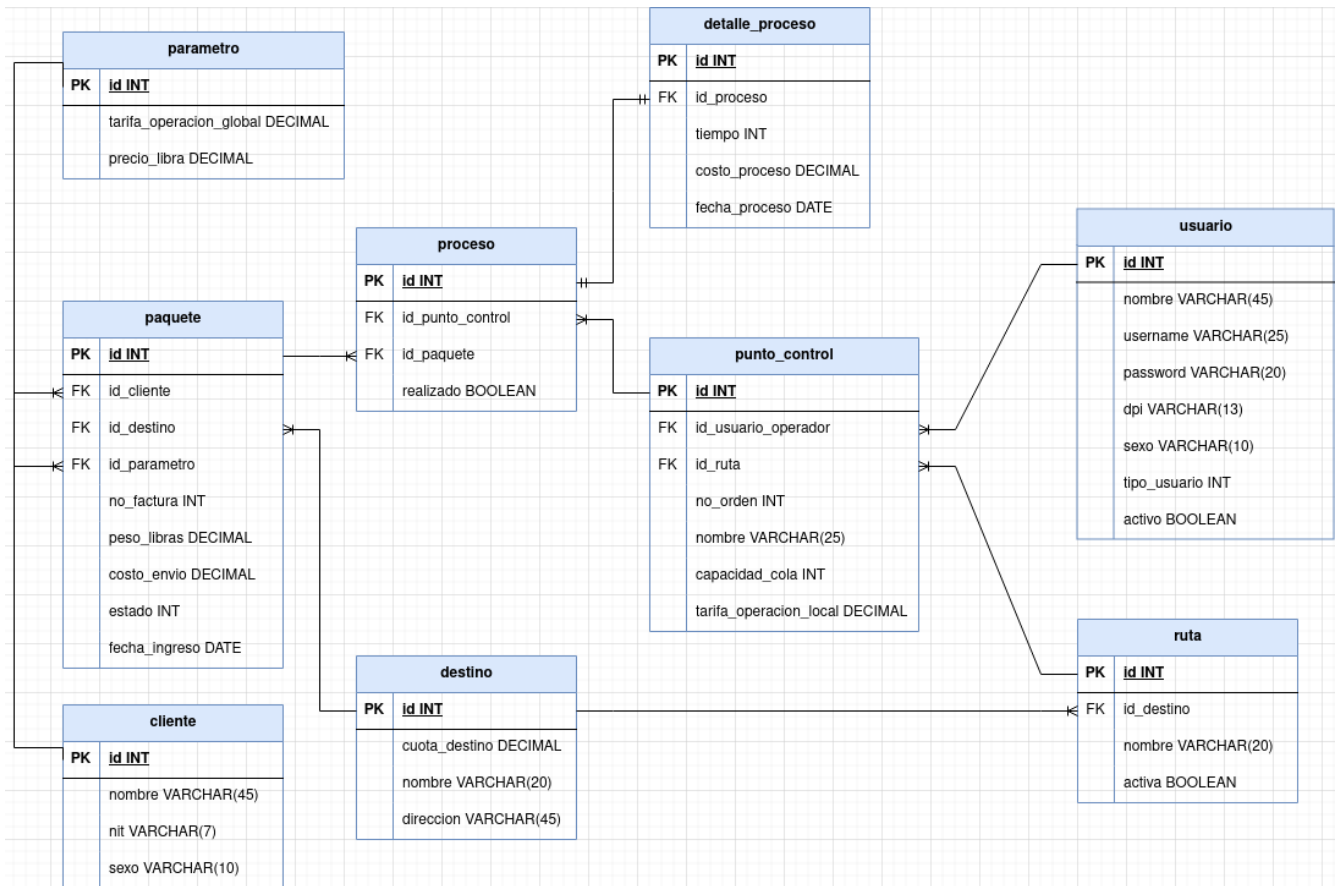 parametro
PK id INT
tarifa_operacion_global DECIMAL
precio_libra DECIMAL
detalle_proceso
PK id INT
FK id_proceso
tiempo INT
costo_proceso DECIMAL
fecha_proceso DATE
proceso
PK id INT
FK id_punto_control
FK id_paquete
realizado BOOLEAN
usuario
PK id INT
nombre VARCHAR(45)
username VARCHAR(25)
password VARCHAR(20)
dpi VARCHAR(13)
sexo VARCHAR(10)
tipo_usuario INT
activo BOOLEAN
paquete
PK id INT
FK id_cliente
FK id_destino
FK id_parametro
no_factura INT
peso_libras DECIMAL
costo_envio DECIMAL
estado INT
fecha_ingreso DATE
punto_control
PK id INT
FK id_usuario_operador
FK id_ruta
no_orden INT
nombre VARCHAR(25)
capacidad_cola INT
tarifa_operacion_local DECIMAL
destino
PK id INT
cuota_destino DECIMAL
nombre VARCHAR(20)
direccion VARCHAR(45)
ruta
PK id INT
FK id_destino
nombre VARCHAR(20)
activa BOOLEAN
cliente
PK id INT
nombre VARCHAR(45)
nit VARCHAR(7)
sexo VARCHAR(10)